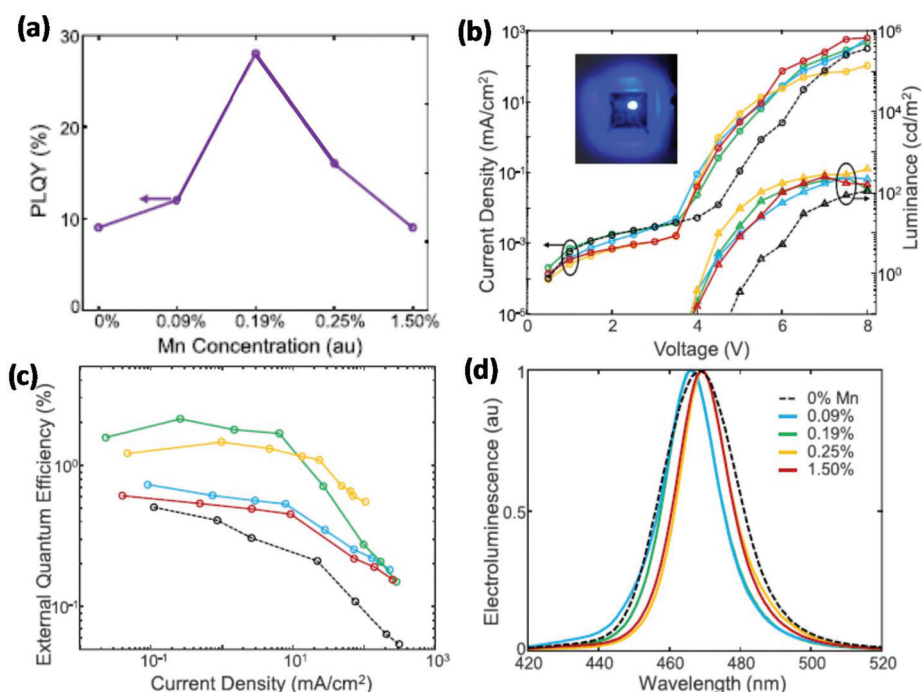 (a)
30
20
10
0
PLQY (%)
0% 0.09% 0.19% 0.25% 1.50%
Mn Concentration (au)
(b)
10³
10¹
10⁻¹
10⁻³
10⁻⁵
Current Density (mA/cm²)
0 2 4 6 8
Voltage (V)
10⁶
10⁴
10²
10⁰
Luminance (cd/m²)
(c)
10⁰
10⁻¹
External Quantum Efficiency (%)
10⁻¹ 10¹ 10³
Current Density (mA/cm²)
(d)
1
0.5
0
Electroluminescence (au)
0% Mn
0.09%
0.19%
0.25%
1.50%
420 440 460 480 500 520
Wavelength (nm)